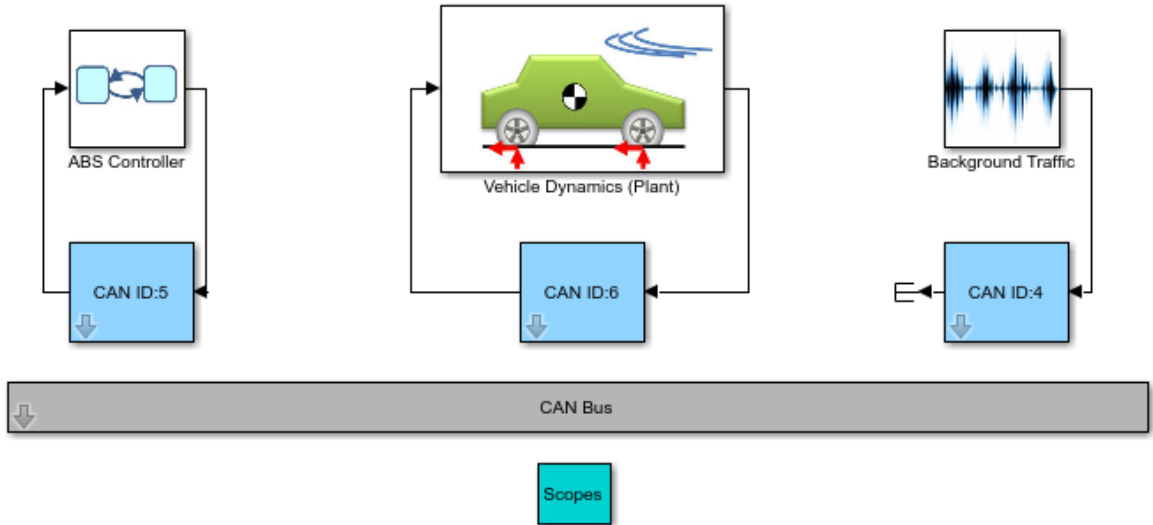 ABS Controller
Vehicle Dynamics (Plant)
Background Traffic
CAN ID:5
CAN ID:6
CAN ID:4
CAN Bus
Scopes